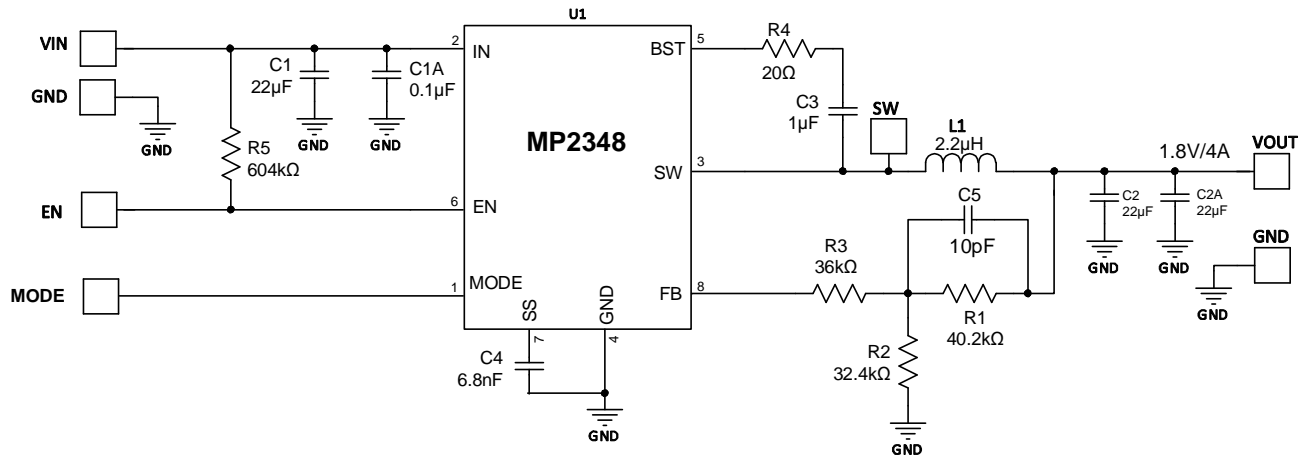 U1
VIN
2
IN
C1
22µF
C1A
0.1µF
GND
GND
GND
GND
R5
604kΩ
EN
6
EN
MODE
1
MODE
MP2348
SS
7
GND
4
C4
6.8nF
GND
BST
5
R4
20Ω
C3
1µF
SW
SW
3
L1
2.2µH
1.8V/4A
VOUT
C2
22µF
C2A
22µF
GND
GND
GND
GND
C5
10pF
R3
36kΩ
FB
8
R1
40.2kΩ
R2
32.4kΩ
GND